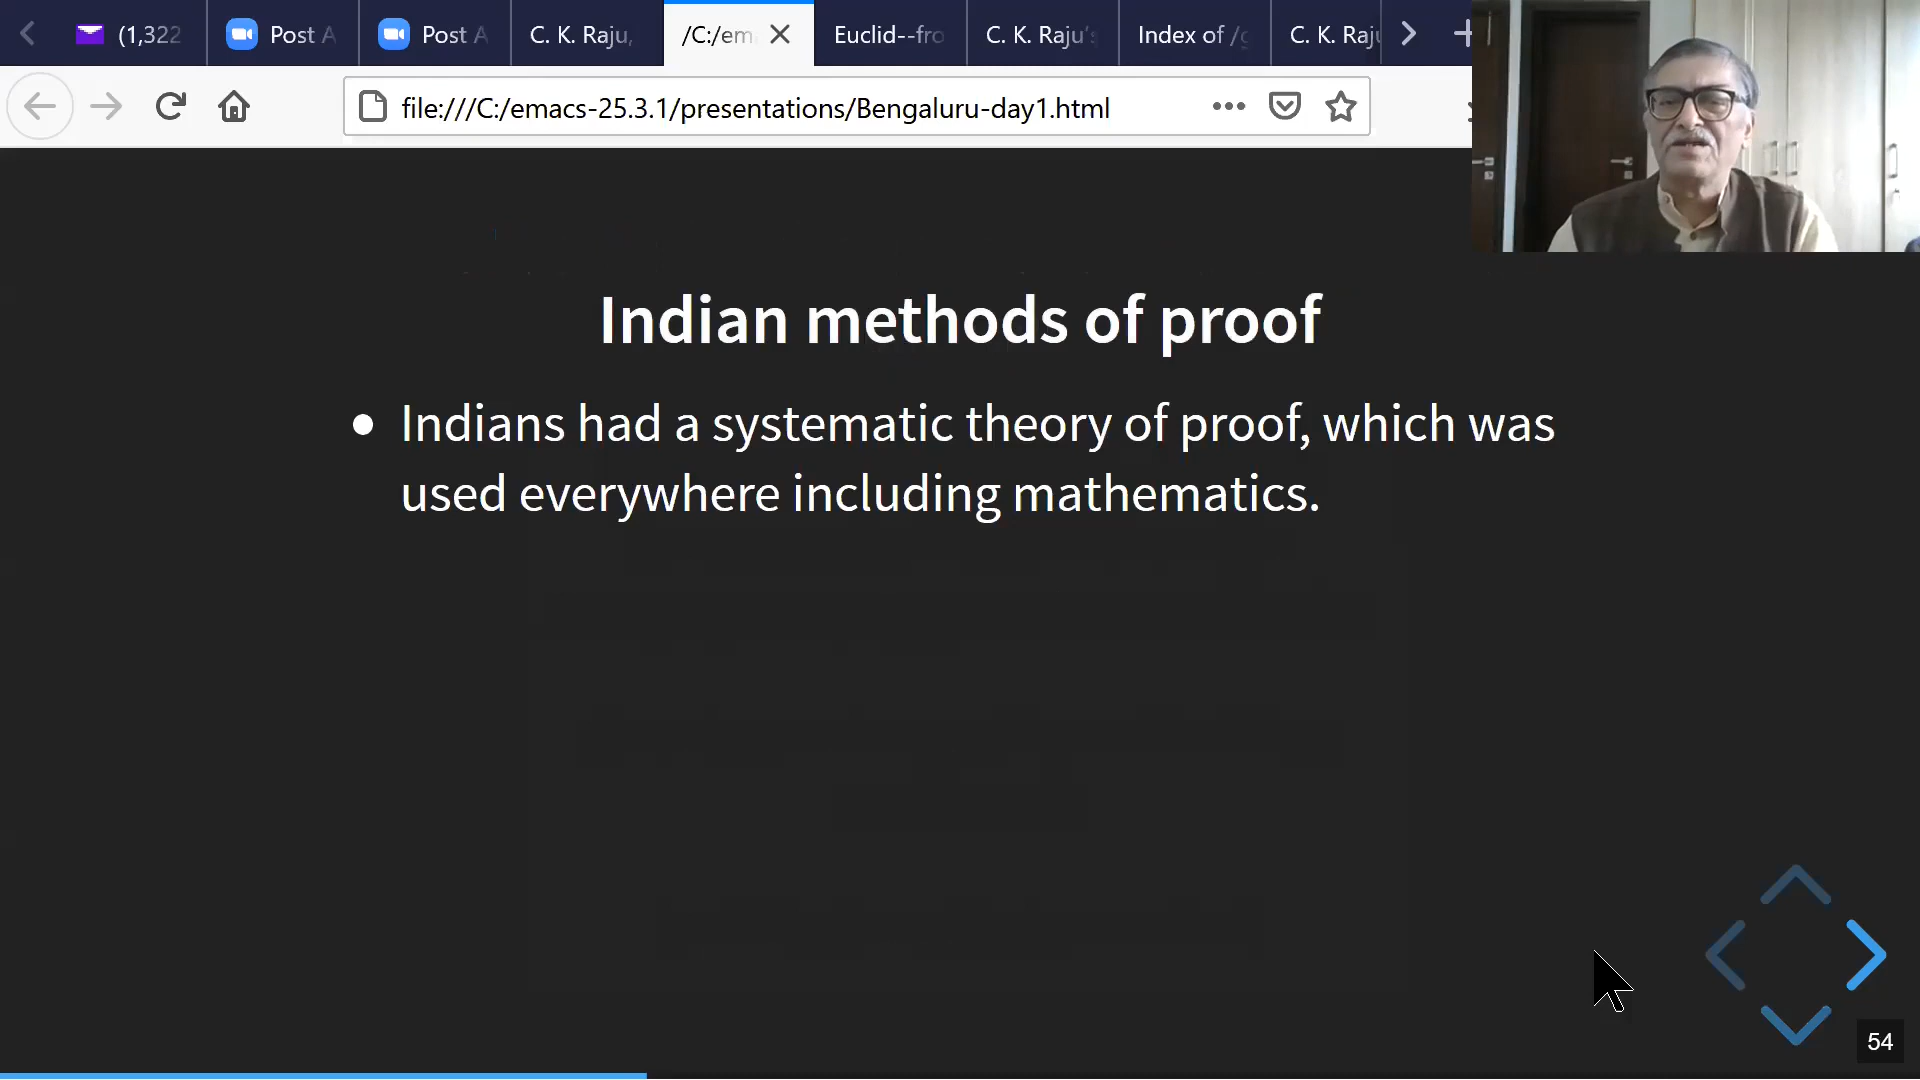 (1,322
Post A
Post A
C. K. Raju,
/C:/em
Euclid--fro
C. K. Raju's
Index of /g
C. K. Raju
file:///C:/emacs-25.3.1/presentations/Bengaluru-day1.html
Indian methods of proof
Indians had a systematic theory of proof, which was
used everywhere including mathematics.
54